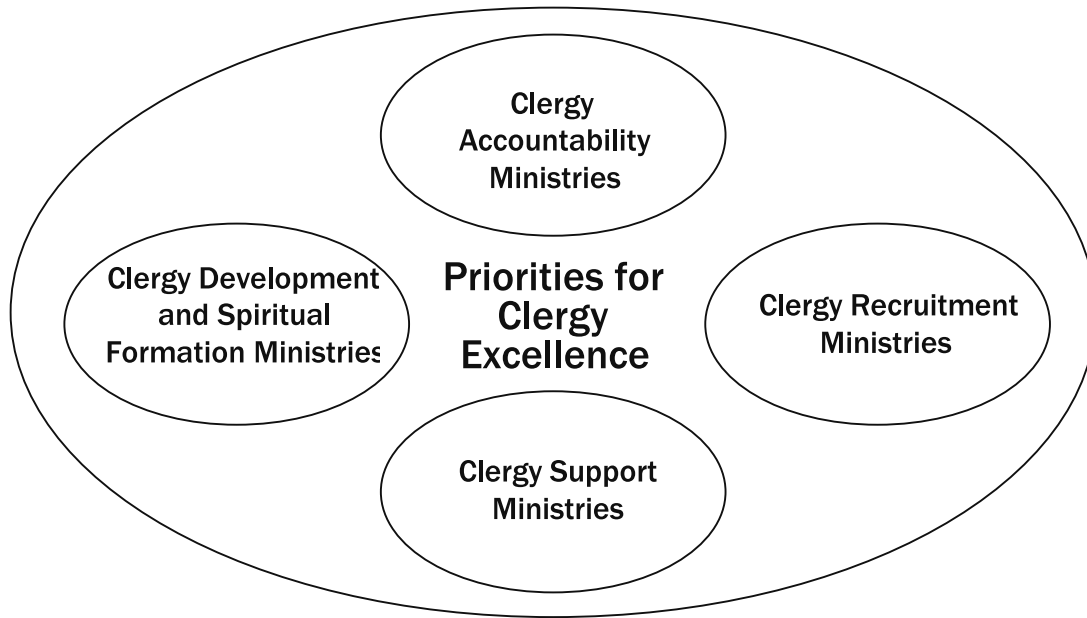 Clergy
Accountability
Ministries
Clergy Development
and Spiritual
Formation Ministries
Priorities for
Clergy
Excellence
Clergy Recruitment
Ministries
Clergy Support
Ministries